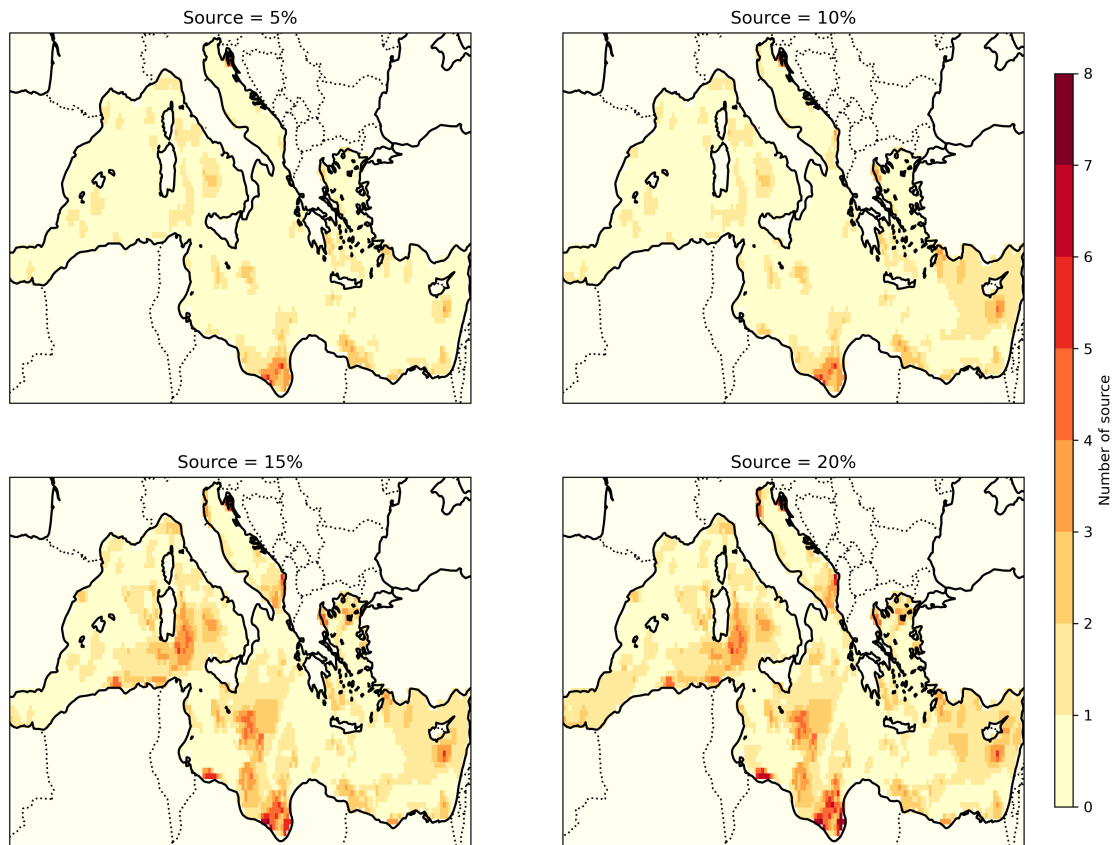 Source = 5%
Source = 10%
8
7
6
5
4
3
2
1
0
Number of source
Source = 15%
Source = 20%